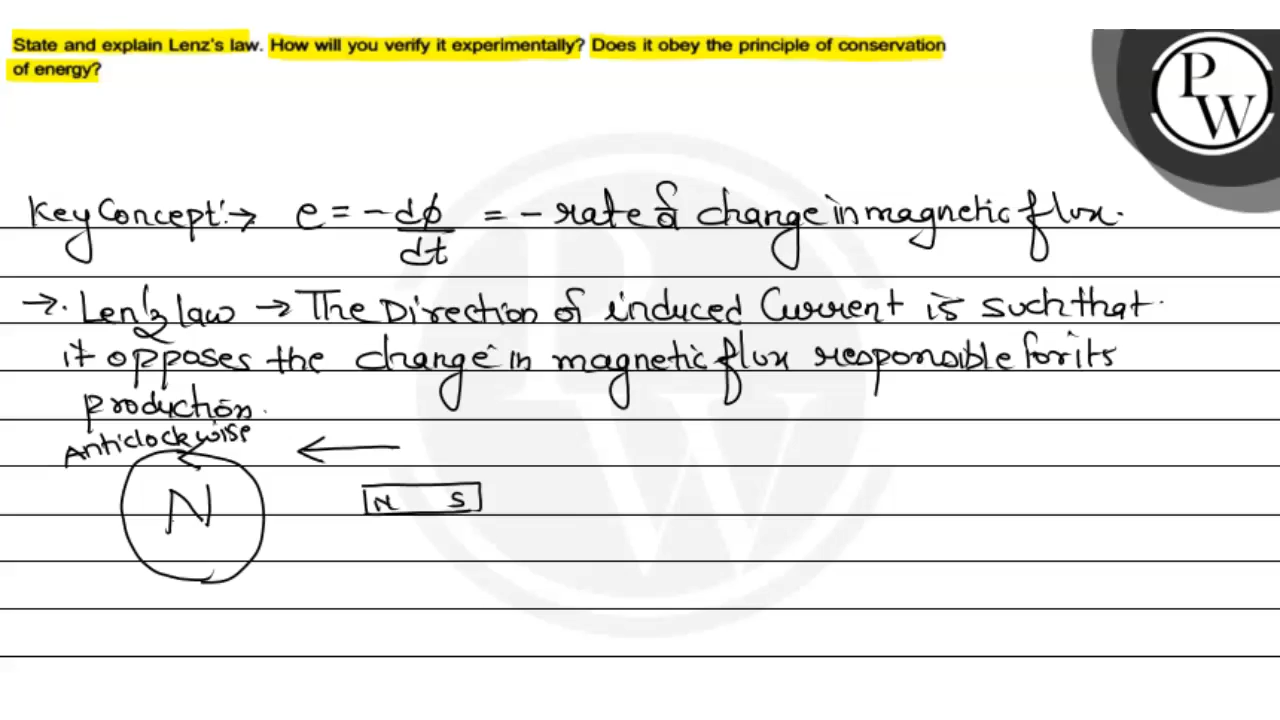 State and explain Lenz's law. How will you verify it experimentally? Does it obey the principle of conservation
of energy?
P
W
Key Concept:→ e = -dϕ/dt = - rate of change in magnetic flux.
→. Lenz's law → The Direction of induced Current is such that
it opposes the change in magnetic flux responsible for its
production.
Anticlockwise
N
N S
PW